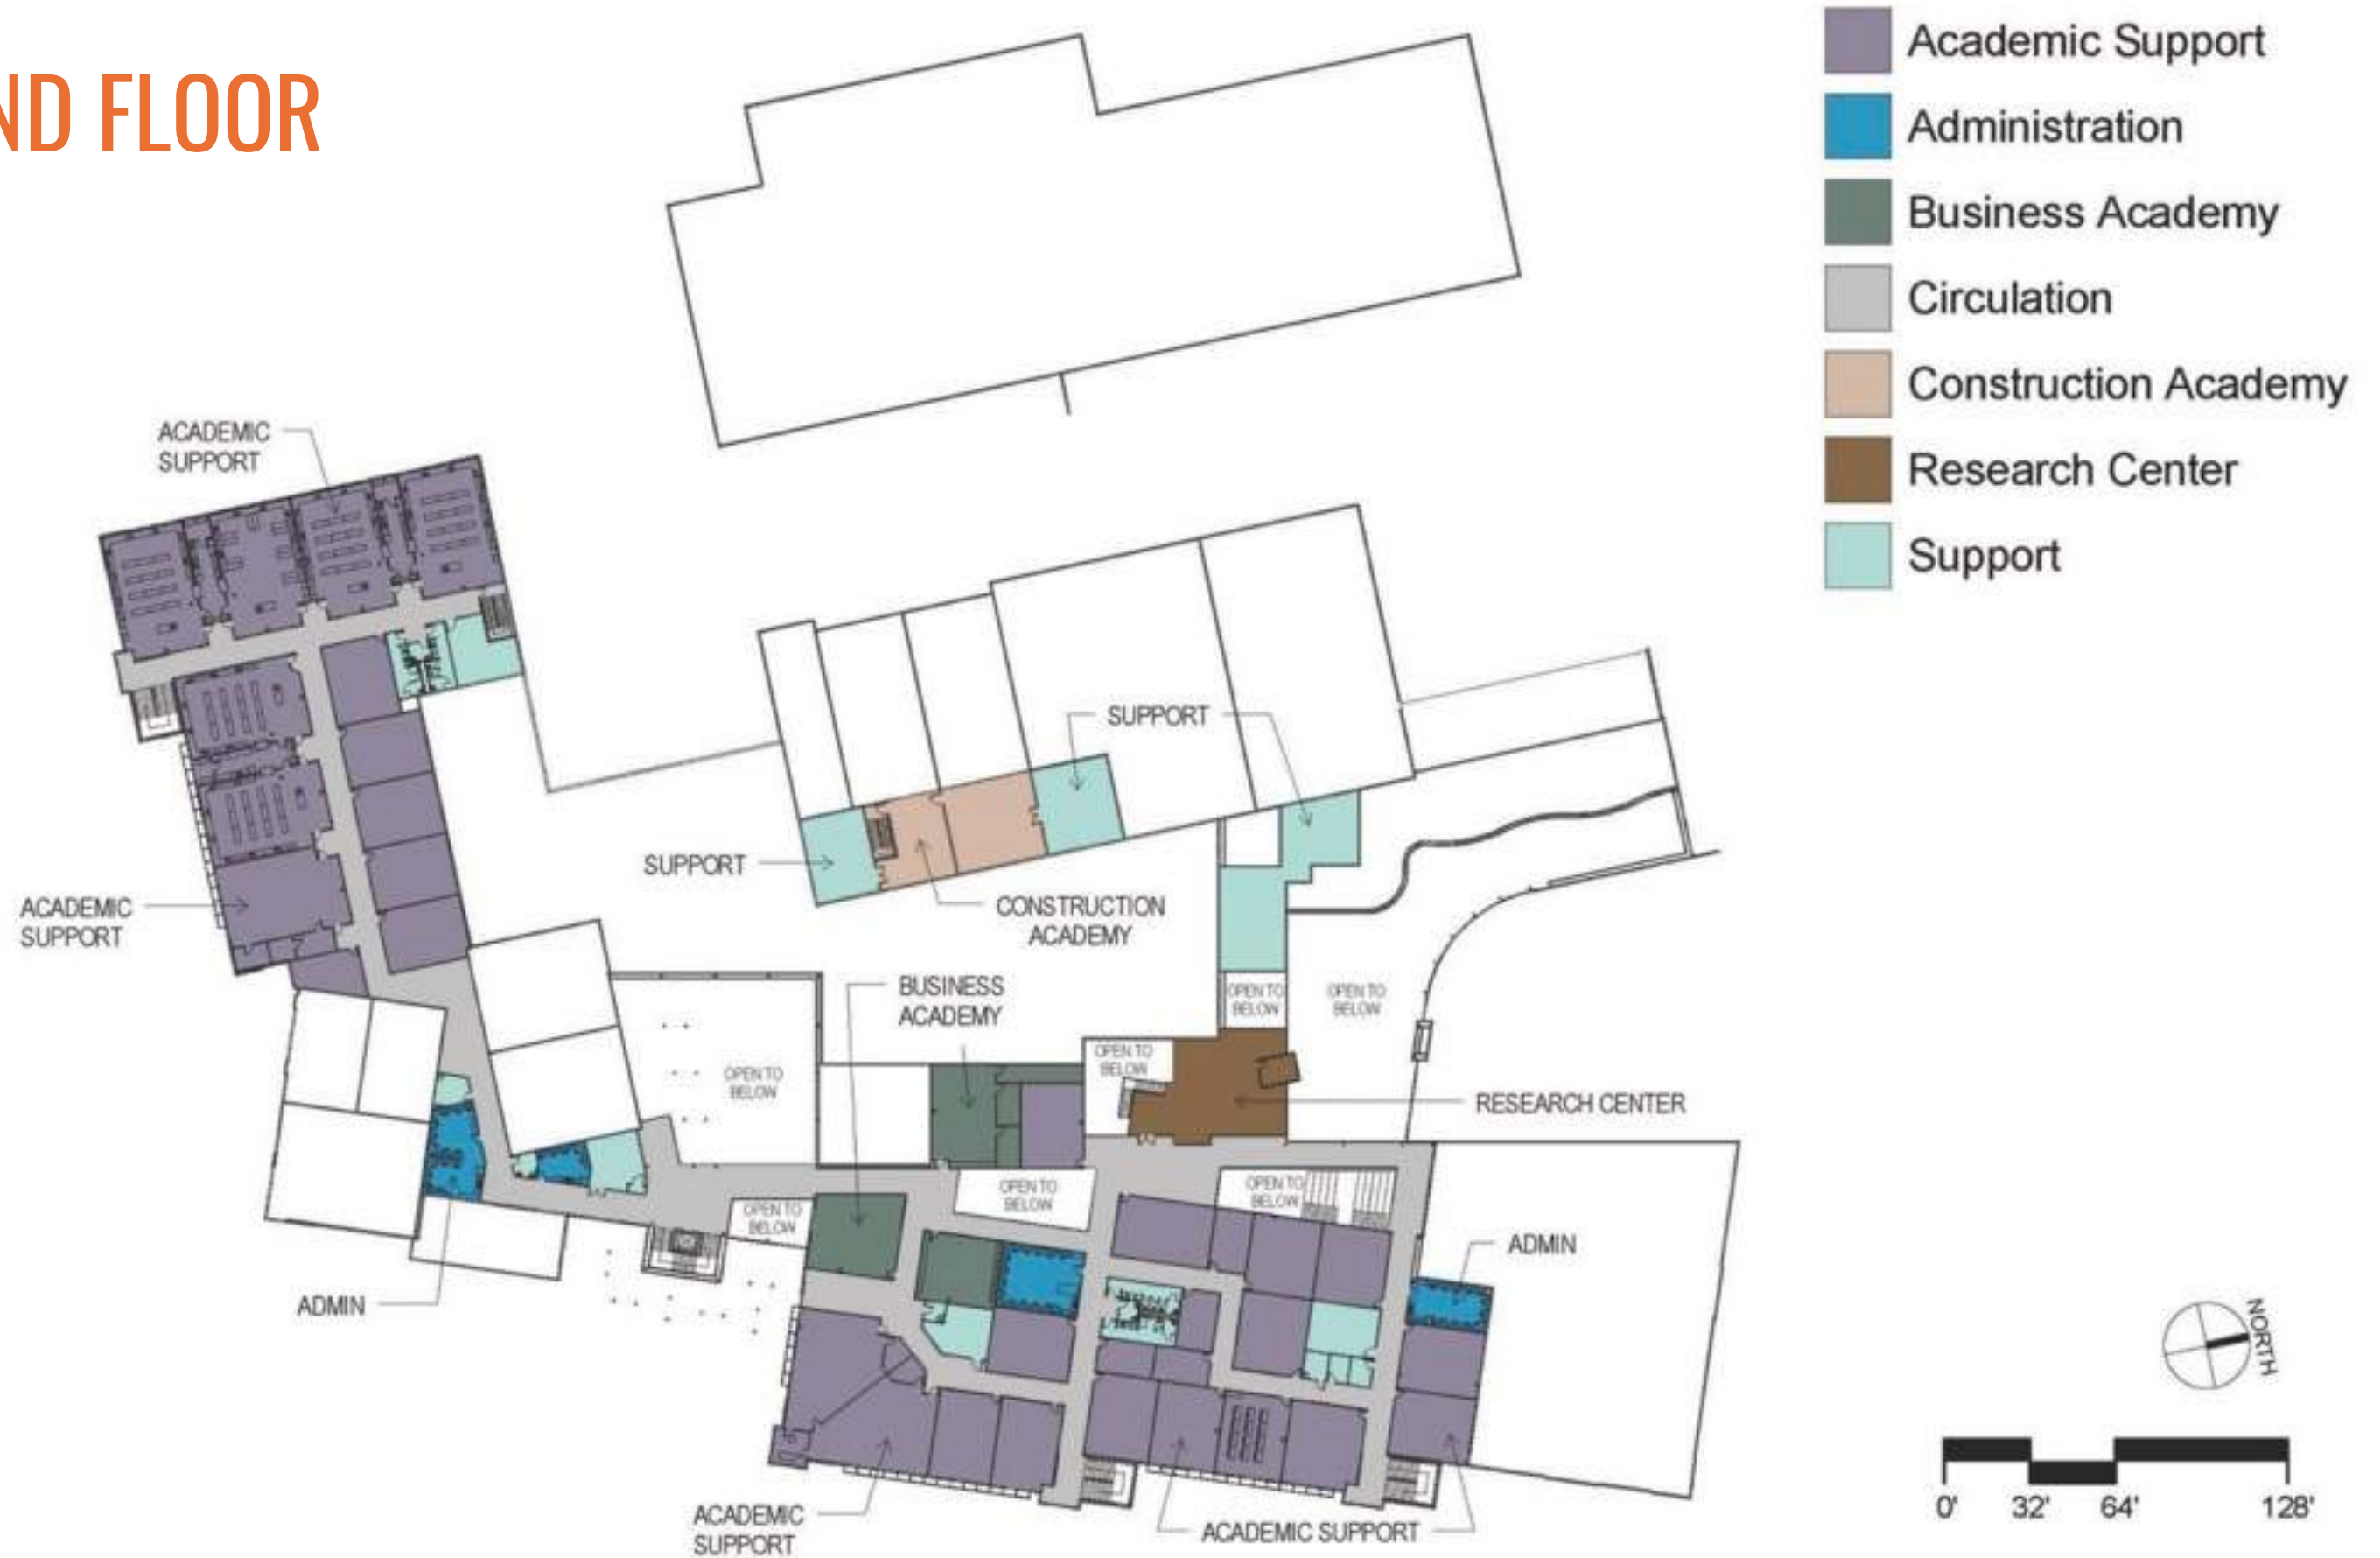 ND FLOOR
Academic Support
Administration
Business Academy
Circulation
Construction Academy
Research Center
Support
ACADEMIC
SUPPORT
SUPPORT
SUPPORT
CONSTRUCTION
ACADEMY
ACADEMIC
SUPPORT
BUSINESS
ACADEMY
OPEN TO
BELOW
OPEN TO
BELOW
OPEN TO
BELOW
OPEN TO
BELOW
RESEARCH CENTER
OPEN TO
BELOW
OPEN TO
BELOW
OPEN TO
BELOW
ADMIN
ADMIN
NORTH
ACADEMIC
SUPPORT
ACADEMIC SUPPORT
0' 32' 64' 128'